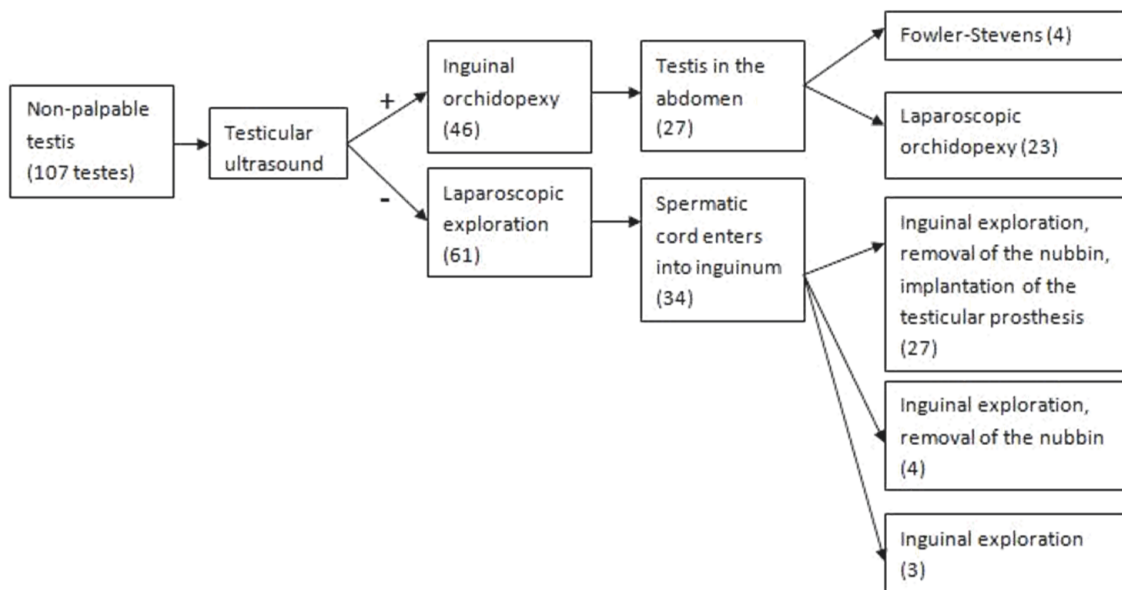 Non-palpable
testis
(107 testes)
Testicular
ultrasound
+
-
Inguinal
orchidopexy
(46)
Laparoscopic
exploration
(61)
Testis in the
abdomen
(27)
Spermatic
cord enters
into inguinum
(34)
Fowler-Stevens (4)
Laparoscopic
orchidopexy (23)
Inguinal exploration,
removal of the nubbin,
implantation of the
testicular prosthesis
(27)
Inguinal exploration,
removal of the nubbin
(4)
Inguinal exploration
(3)